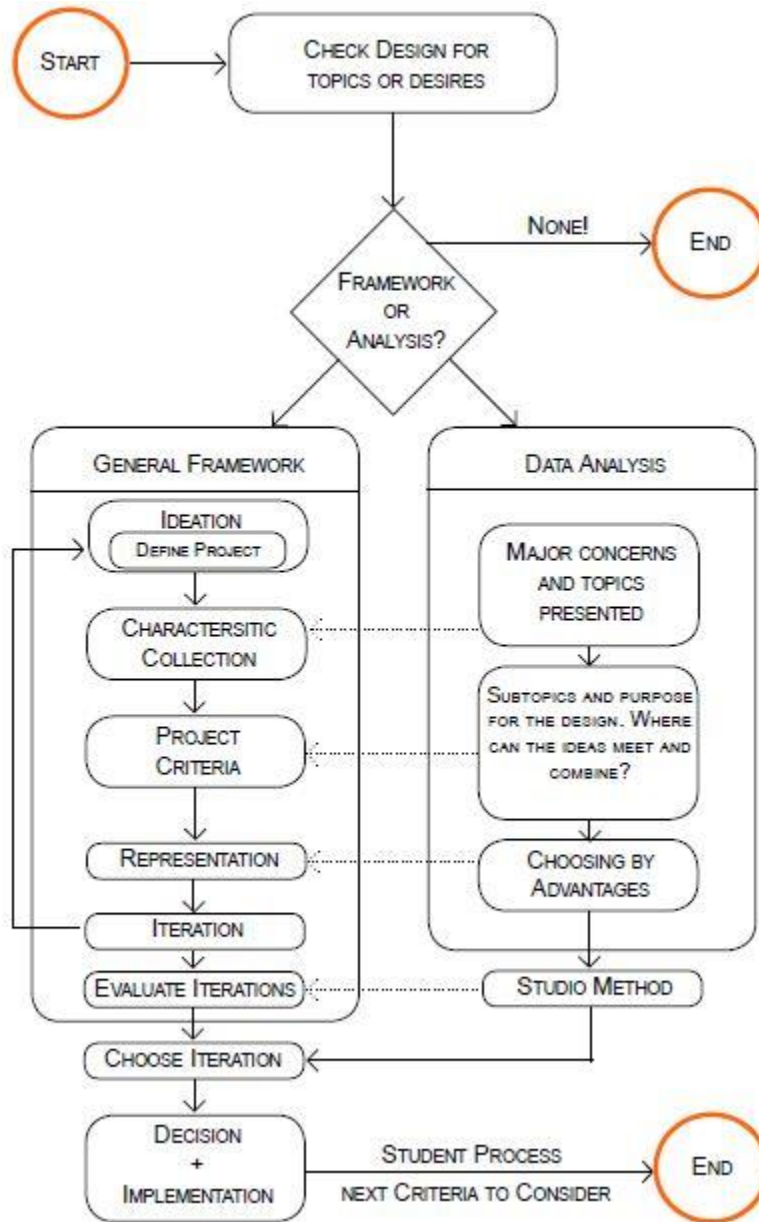 START
CHECK DESIGN FOR
TOPICS OR DESIRES
NONE!
END
FRAMEWORK
OR
ANALYSIS?
GENERAL FRAMEWORK
IDEATION
DEFINE PROJECT
CHARACTERSITIC
COLLECTION
PROJECT
CRITERIA
REPRESENTATION
ITERATION
EVALUATE ITERATIONS
DATA ANALYSIS
MAJOR CONCERNS
AND TOPICS
PRESENTED
SUBTOPICS AND PURPOSE
FOR THE DESIGN. WHERE
CAN THE IDEAS MEET AND
COMBINE?
CHOOSING BY
ADVANTAGES
STUDIO METHOD
CHOOSE ITERATION
DECISION
+
IMPLEMENTATION
STUDENT PROCESS
NEXT CRITERIA TO CONSIDER
END